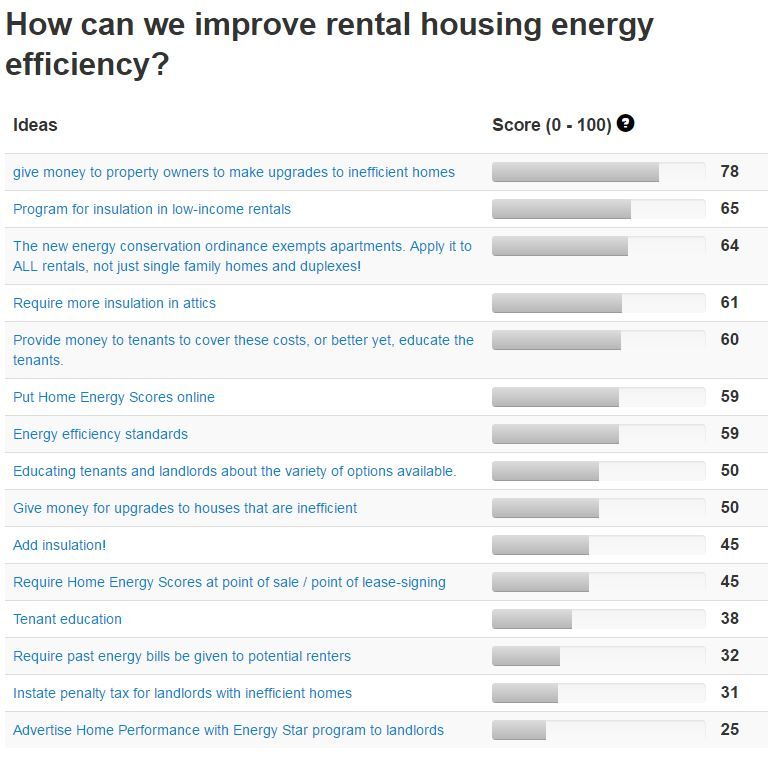 How can we improve rental housing energy
efficiency?
Ideas Score (0 - 100) ?
give money to property owners to make upgrades to inefficient homes 78
Program for insulation in low-income rentals 65
The new energy conservation ordinance exempts apartments. Apply it to 64
ALL rentals, not just single family homes and duplexes!
Require more insulation in attics 61
Provide money to tenants to cover these costs, or better yet, educate the 60
tenants.
Put Home Energy Scores online 59
Energy efficiency standards 59
Educating tenants and landlords about the variety of options available. 50
Give money for upgrades to houses that are inefficient 50
Add insulation! 45
Require Home Energy Scores at point of sale / point of lease-signing 45
Tenant education 38
Require past energy bills be given to potential renters 32
Instate penalty tax for landlords with inefficient homes 31
Advertise Home Performance with Energy Star program to landlords 25